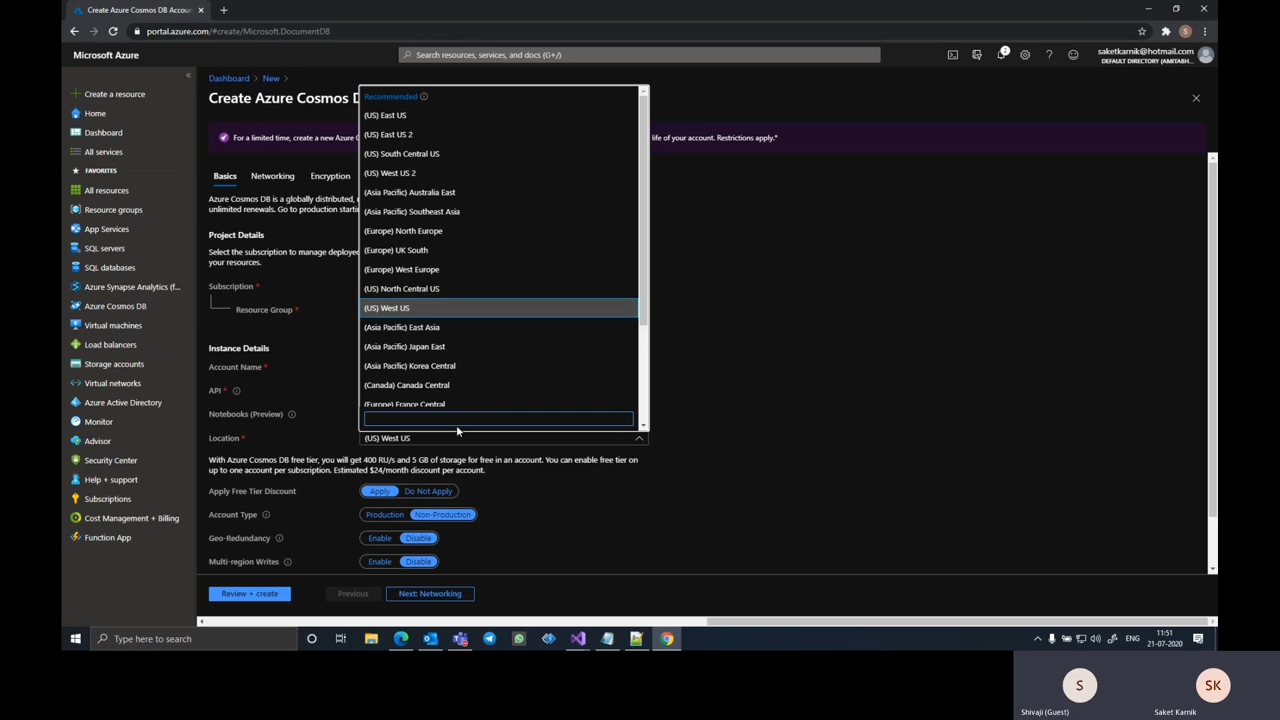 Create Azure Cosmos DB Accou
portal.azure.com/#create/Microsoft.DocumentDB
S
Microsoft Azure
Search resources, services, and docs (G+/)
2
saketkarnik@hotmail.com
DEFAULT DIRECTORY (AMITABH...
Create a resource
Home
Dashboard
All services
FAVORITES
All resources
Resource groups
App Services
SQL servers
SQL databases
Azure Synapse Analytics (f...
Azure Cosmos DB
Virtual machines
Load balancers
Storage accounts
Virtual networks
Azure Active Directory
Monitor
Advisor
Security Center
Help + support
Subscriptions
Cost Management + Billing
Function App
Dashboard
New
Create Azure Cosmos D
For a limited time, create a new Azure C
life of your account. Restrictions apply.*
Basics
Networking
Encryption
Azure Cosmos DB is a globally distributed,
unlimited renewals. Go to production startin
Project Details
Select the subscription to manage deployed
your resources.
Subscription *
Resource Group *
Instance Details
Account Name *
API *
Notebooks (Preview)
Location *
Recommended
(US) East US
(US) East US 2
(US) South Central US
(US) West US 2
(Asia Pacific) Australia East
(Asia Pacific) Southeast Asia
(Europe) North Europe
(Europe) UK South
(Europe) West Europe
(US) North Central US
(US) West US
(Asia Pacific) East Asia
(Asia Pacific) Japan East
(Asia Pacific) Korea Central
(Canada) Canada Central
(Europe) France Central
(US) West US
With Azure Cosmos DB free tier, you will get 400 RU/s and 5 GB of storage for free in an account. You can enable free tier on
up to one account per subscription. Estimated $24/month discount per account.
Apply Free Tier Discount
Apply
Do Not Apply
Account Type
Production
Non-Production
Geo-Redundancy
Enable
Disable
Multi-region Writes
Enable
Disable
Review + create
Previous
Next: Networking
Type here to search
ENG
11:51
21-07-2020
S
SK
Shivaji (Guest)
Saket Karnik